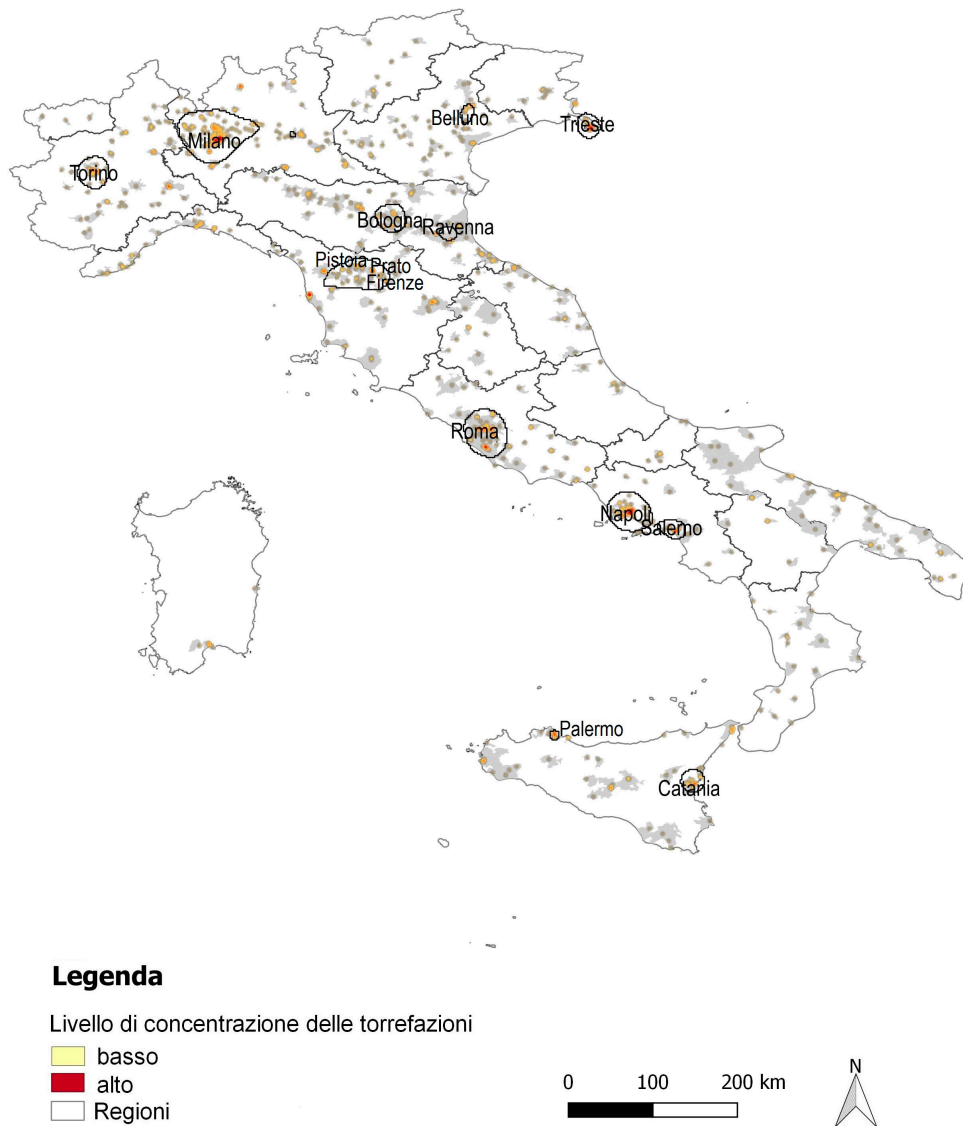 Belluno
Trieste
Milano
Torino
Bologna
Ravenna
Pistoia
Prato
Firenze
Roma
Napoli
Salerno
Palermo
Catania
Legenda
Livello di concentrazione delle torrefazioni
basso
alto
Regioni
0 100 200 km
N